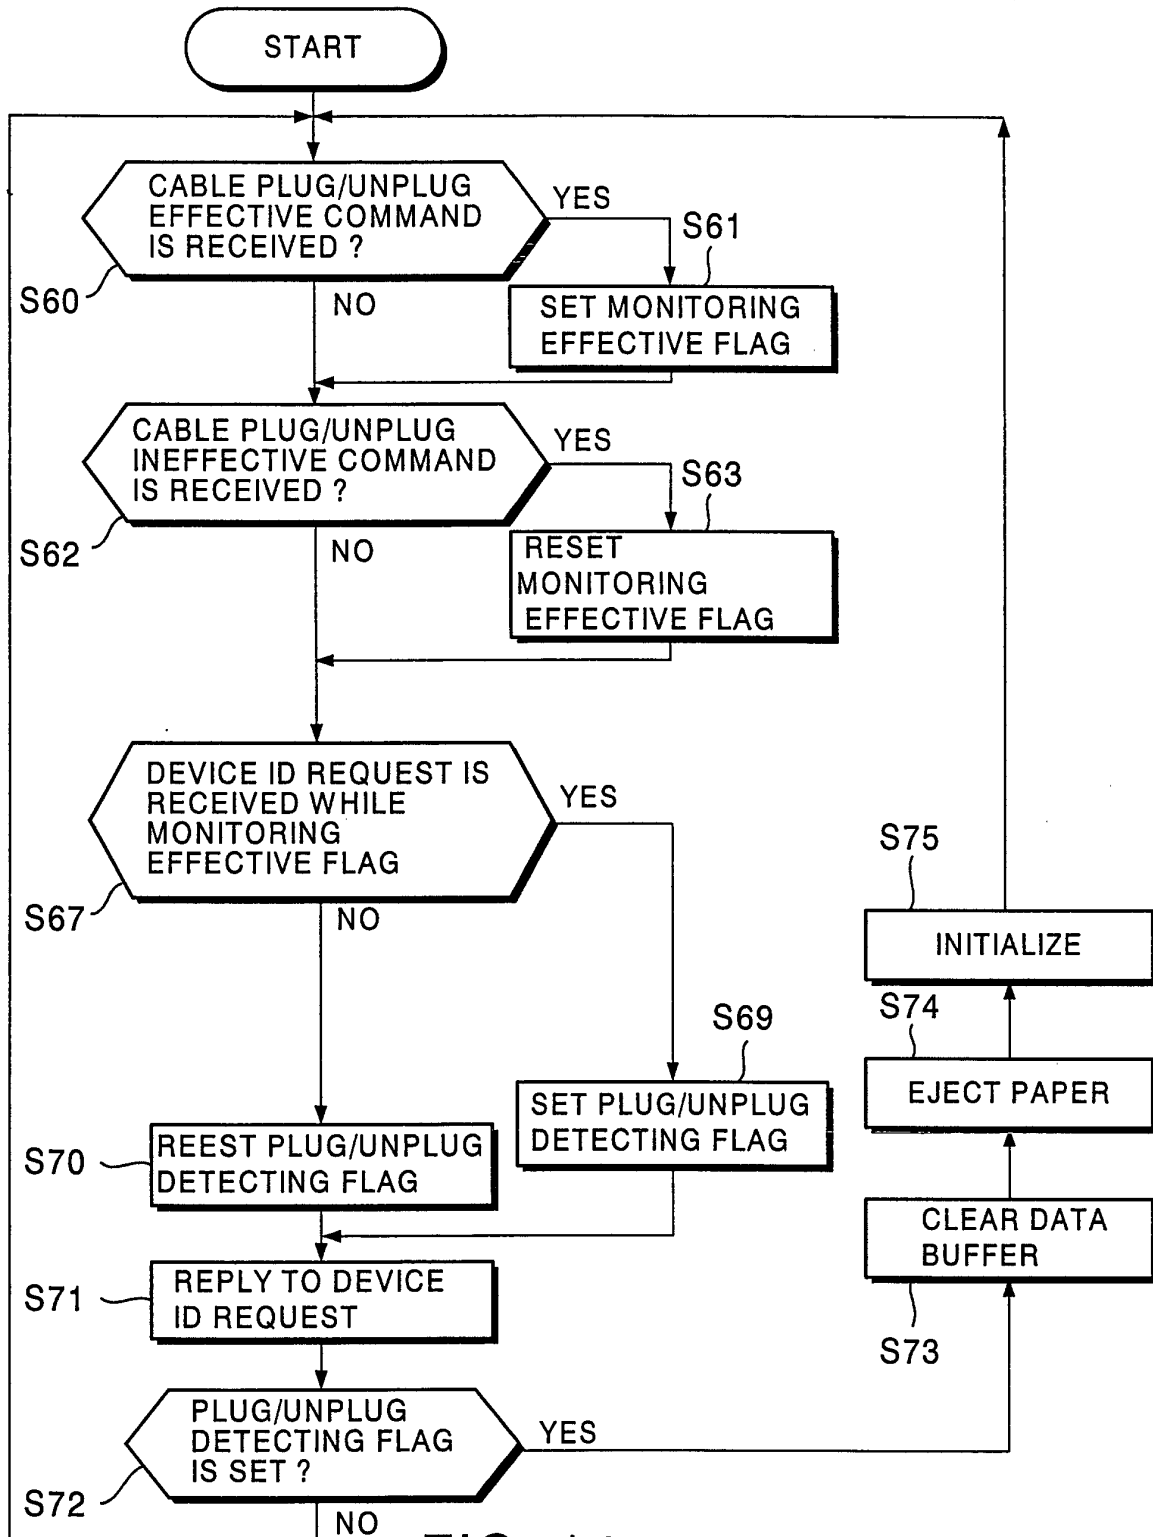 START
CABLE PLUG/UNPLUG
EFFECTIVE COMMAND
IS RECEIVED ?
YES
S61
S60
NO
SET MONITORING
EFFECTIVE FLAG
CABLE PLUG/UNPLUG
INEFFECTIVE COMMAND
IS RECEIVED ?
YES
S63
S62
NO
RESET
MONITORING
EFFECTIVE FLAG
DEVICE ID REQUEST IS
RECEIVED WHILE
MONITORING
EFFECTIVE FLAG
YES
S67
NO
S75
INITIALIZE
S74
EJECT PAPER
S69
SET PLUG/UNPLUG
DETECTING FLAG
S70
REEST PLUG/UNPLUG
DETECTING FLAG
CLEAR DATA
BUFFER
S73
S71
REPLY TO DEVICE
ID REQUEST
PLUG/UNPLUG
DETECTING FLAG
IS SET ?
YES
S72
NO